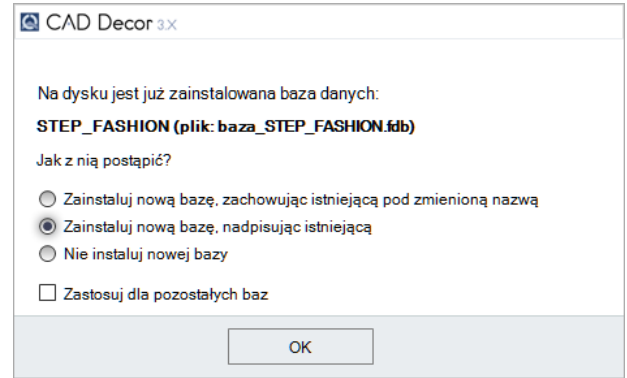 CAD Decor 3.X
Na dysku jest już zainstalowana baza danych:
STEP_FASHION (plik: baza_STEP_FASHION.fdb)
Jak z nią postąpić?
Zainstaluj nową bazę, zachowując istniejącą pod zmienioną nazwą
Zainstaluj nową bazę, nadpisując istniejącą
Nie instaluj nowej bazy
Zastosuj dla pozostałych baz
OK